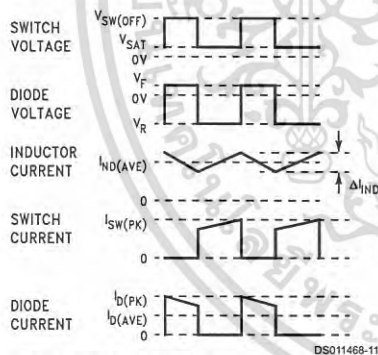 SWITCH VOLTAGE
V_SW(OFF)
V_SAT
0V
DIODE VOLTAGE
V_F
0V
V_R
INDUCTOR CURRENT
I_ND(AVE)
ΔI_IND
0
SWITCH CURRENT
I_SW(PK)
0
DIODE CURRENT
I_D(PK)
I_D(AVE)
0
DS011468-11